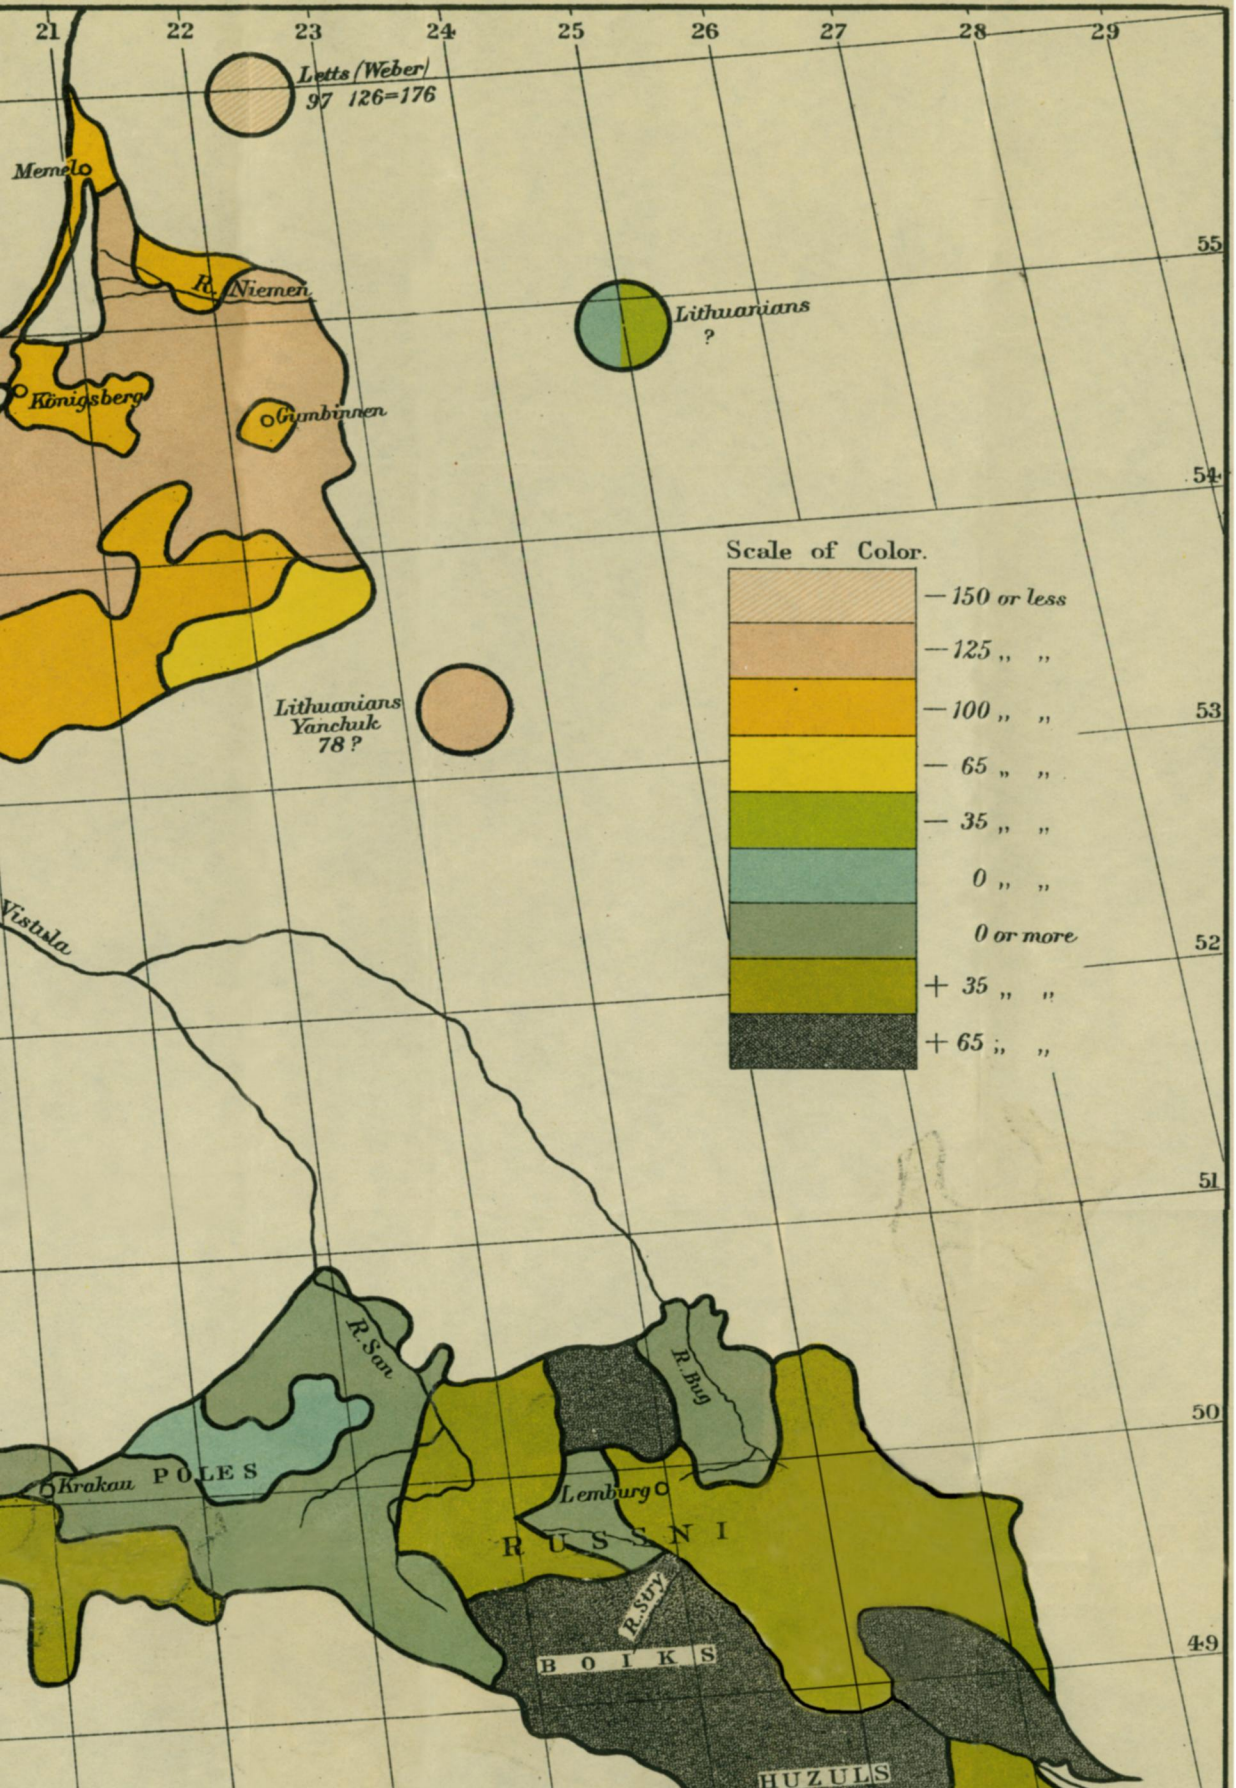 21 22 23 24 25 26 27 28 29
Letts (Weber)
97 126=176
Memel
55
R. Niemen
Lithuanians
?
Königsberg
Gumbinnen
54
Scale of Color.
— 150 or less
— 125 „ „
— 100 „ „
— 65 „ „
— 35 „ „
0 „ „
0 or more
+ 35 „ „
+ 65 „ „
Lithuanians
Yanchuk
78 ?
53
Vistula
52
51
R. San
R. Bug
50
Krakau
POLES
Lemburg
RUSSNI
R. Stry
BOIKS
49
HUZULS